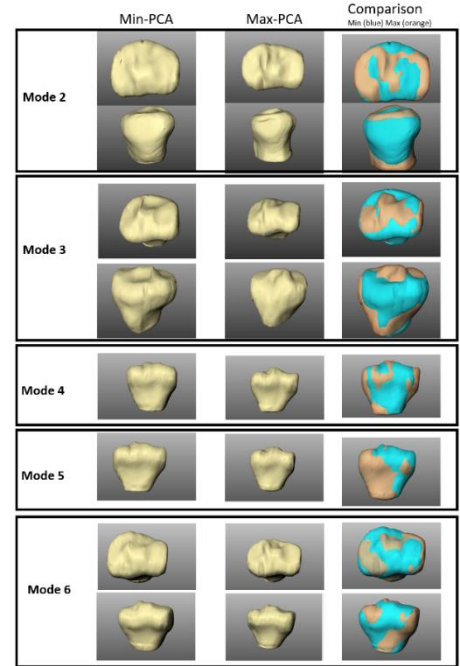 Min-PCA Max-PCA Comparison
Min (blue) Max (orange)
Mode 2
Mode 3
Mode 4
Mode 5
Mode 6